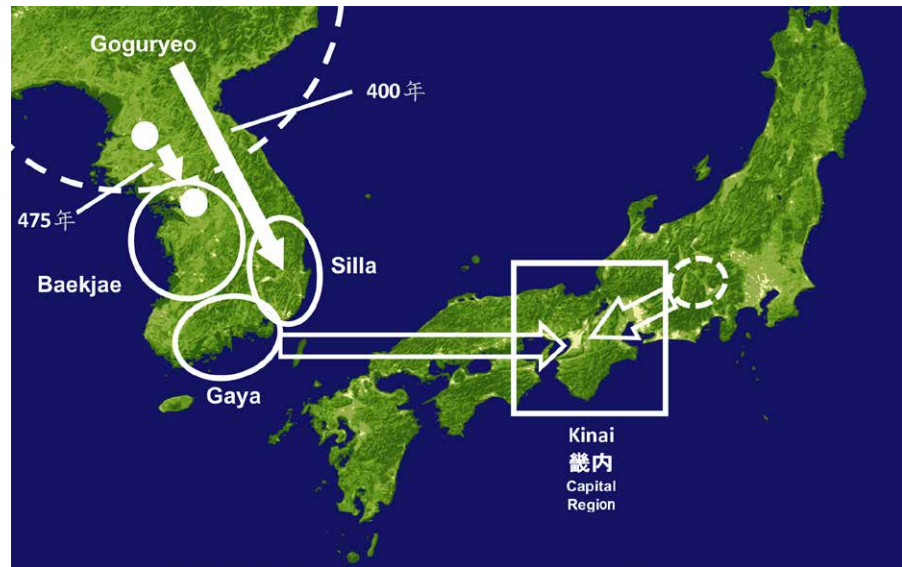 Goguryeo
400年
475年
Silla
Baekjae
Gaya
Kinai
畿内
Capital
Region